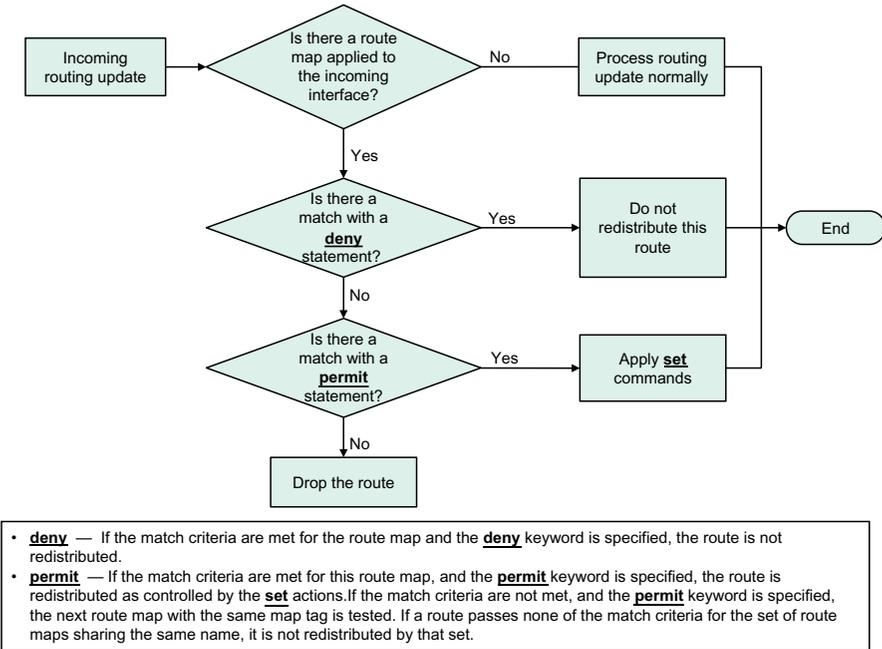 Incoming
routing update
Is there a route
map applied to
the incoming
interface?
No
Process routing
update normally
Yes
Is there a
match with a
deny
statement?
Yes
Do not
redistribute this
route
End
No
Is there a
match with a
permit
statement?
Yes
Apply set
commands
No
Drop the route
• deny — If the match criteria are met for the route map and the deny keyword is specified, the route is not
redistributed.
• permit — If the match criteria are met for this route map, and the permit keyword is specified, the route is
redistributed as controlled by the set actions.If the match criteria are not met, and the permit keyword is specified,
the next route map with the same map tag is tested. If a route passes none of the match criteria for the set of route
maps sharing the same name, it is not redistributed by that set.